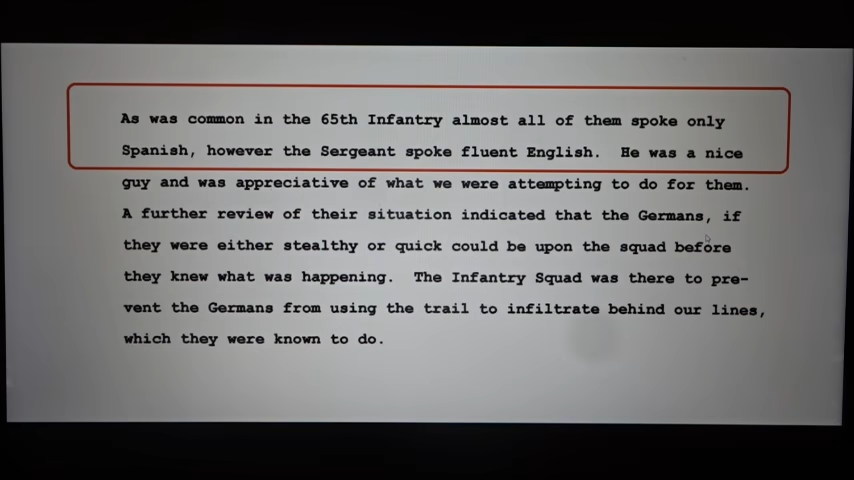 As was common in the 65th Infantry almost all of them spoke only
Spanish, however the Sergeant spoke fluent English.  He was a nice
guy and was appreciative of what we were attempting to do for them.
A further review of their situation indicated that the Germans, if
they were either stealthy or quick could be upon the squad before
they knew what was happening.  The Infantry Squad was there to pre-
vent the Germans from using the trail to infiltrate behind our lines,
which they were known to do.